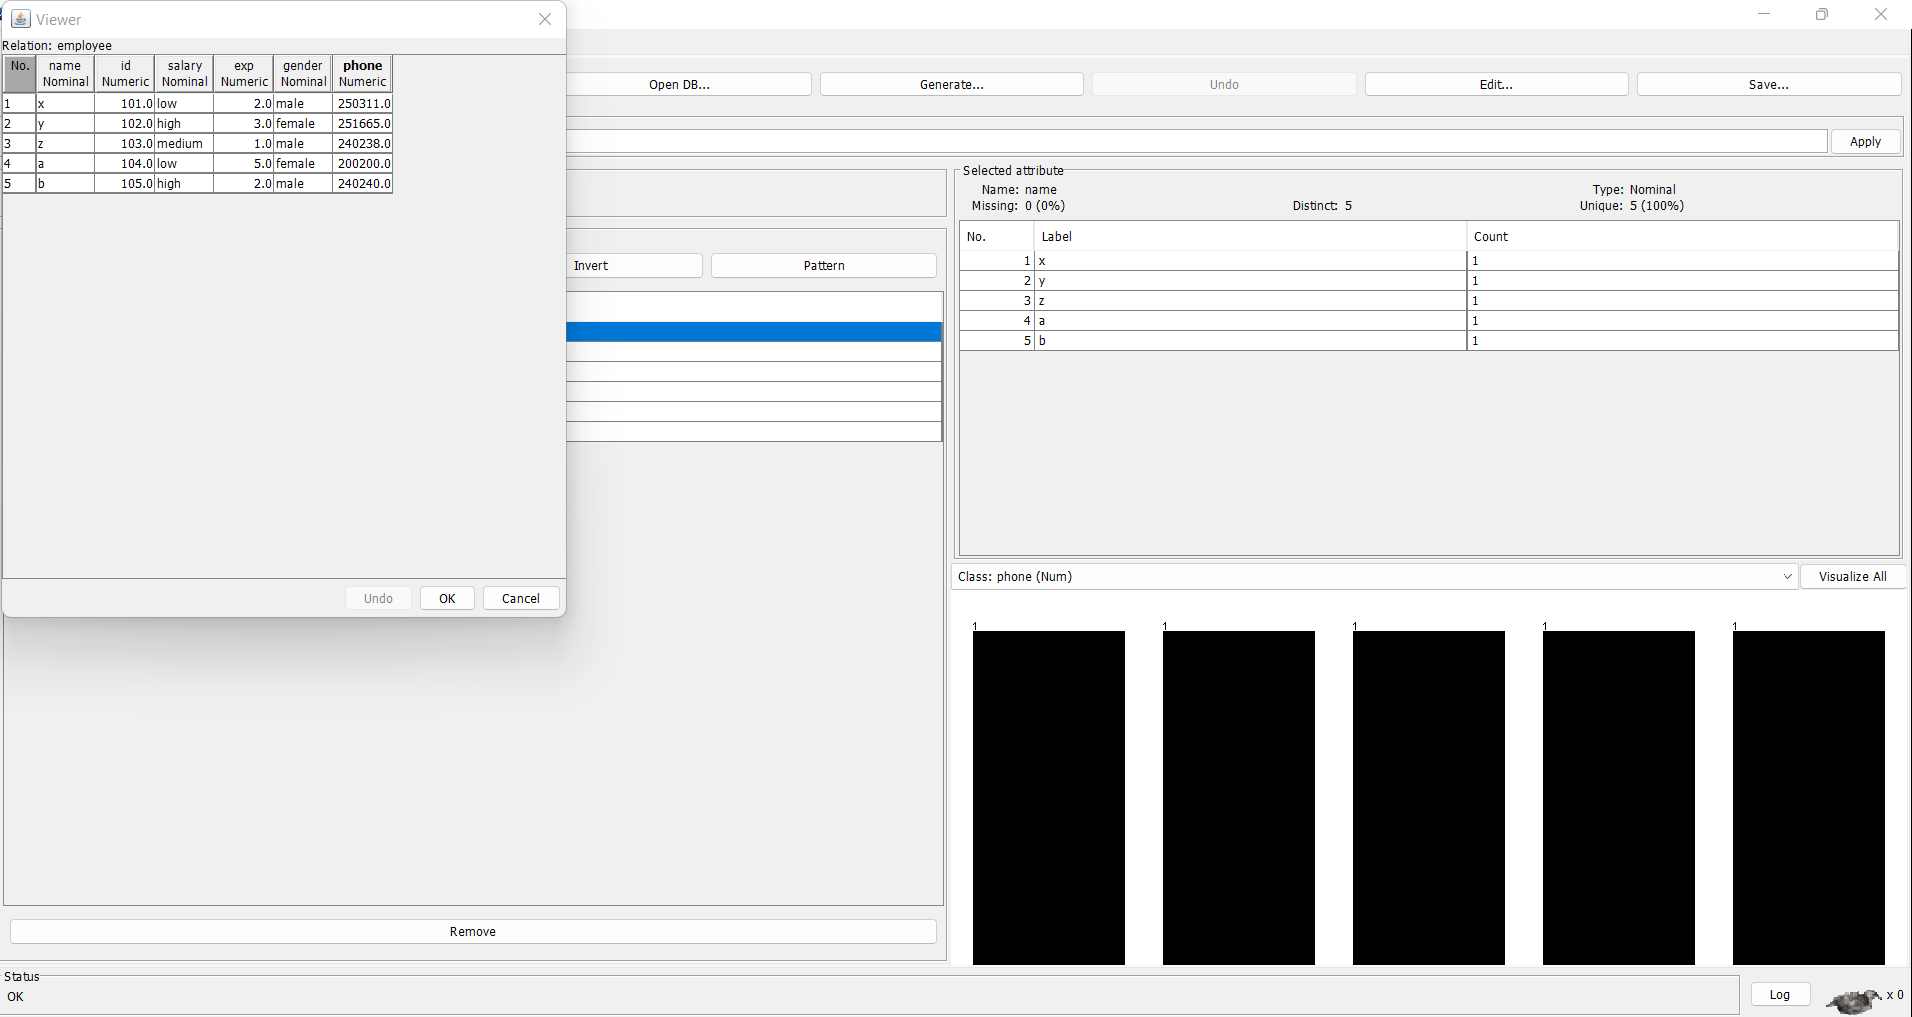 Viewer
Relation: employee
No. name id salary exp gender phone
Nominal Numeric Nominal Numeric Nominal Numeric
1 x 101.0 low 2.0 male 250311.0
2 y 102.0 high 3.0 female 251665.0
3 z 103.0 medium 1.0 male 240238.0
4 a 104.0 low 5.0 female 200200.0
5 b 105.0 high 2.0 male 240240.0
Undo OK Cancel
Open DB... Generate... Undo Edit... Save...
Apply
Invert Pattern
Remove
Selected attribute
Name: name Type: Nominal
Missing: 0 (0%) Distinct: 5 Unique: 5 (100%)
No. Label Count
1 x 1
2 y 1
3 z 1
4 a 1
5 b 1
Class: phone (Num) Visualize All
1 1 1 1 1
Status
OK
Log x 0